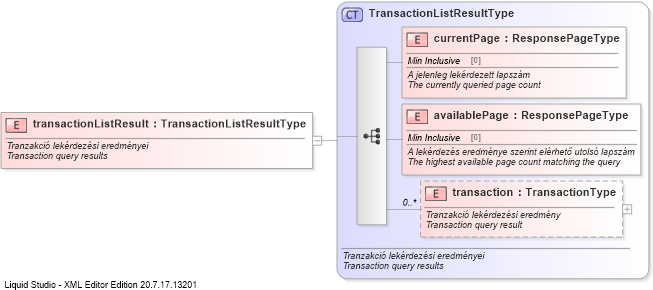 CT TransactionListResultType
E currentPage : ResponsePageType
Min Inclusive [0]
A jelenleg lekérdezett lapszám
The currently queried page count
E transactionListResult : TransactionListResultType
Tranzakció lekérdezési eredményei
Transaction query results
E availablePage : ResponsePageType
Min Inclusive [0]
A lekérdezés eredménye szerint elérhető utolsó lapszám
The highest available page count matching the query
0..*
E transaction : TransactionType
Tranzakció lekérdezési eredmény
Transaction query result
Tranzakció lekérdezési eredményei
Transaction query results
Liquid Studio - XML Editor Edition 20.7.17.13201